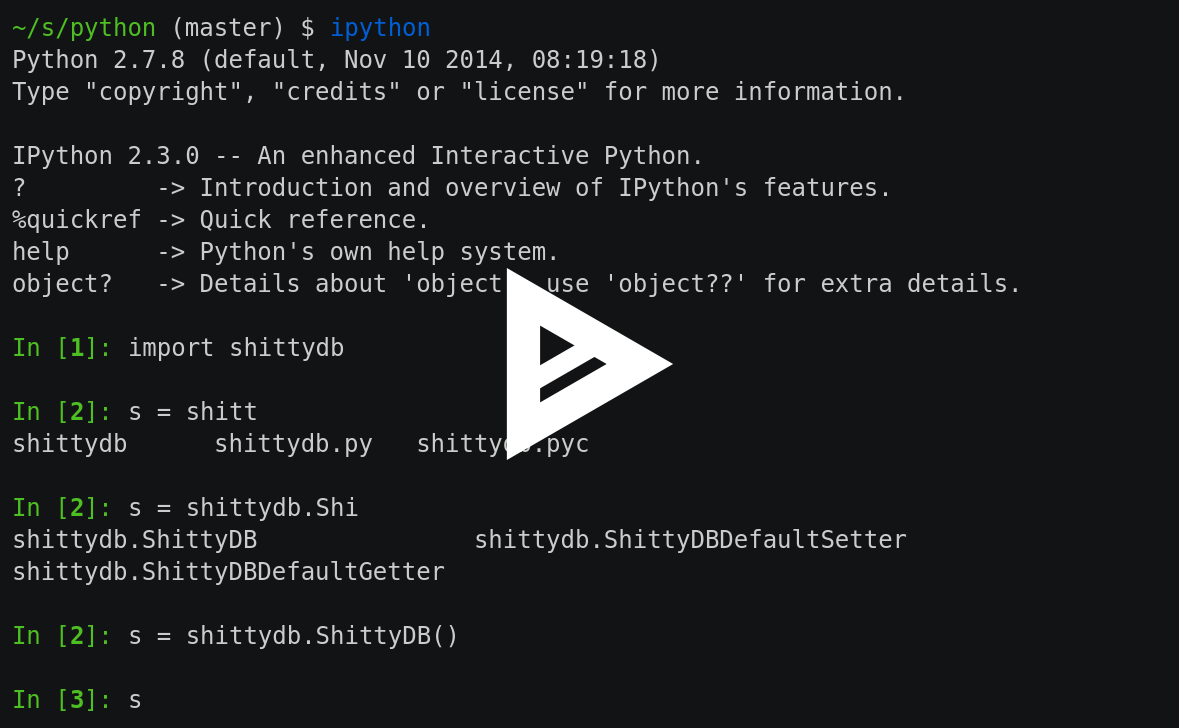 ~/s/python (master) $ ipython
Python 2.7.8 (default, Nov 10 2014, 08:19:18)
Type "copyright", "credits" or "license" for more information.
IPython 2.3.0 -- An enhanced Interactive Python.
?         -> Introduction and overview of IPython's features.
%quickref -> Quick reference.
help      -> Python's own help system.
object?   -> Details about 'object', use 'object??' for extra details.
In [1]: import shittydb
In [2]: s = shitt
shittydb      shittydb.py   shittydb.pyc
In [2]: s = shittydb.Shi
shittydb.ShittyDB               shittydb.ShittyDBDefaultSetter
shittydb.ShittyDBDefaultGetter
In [2]: s = shittydb.ShittyDB()
In [3]: s